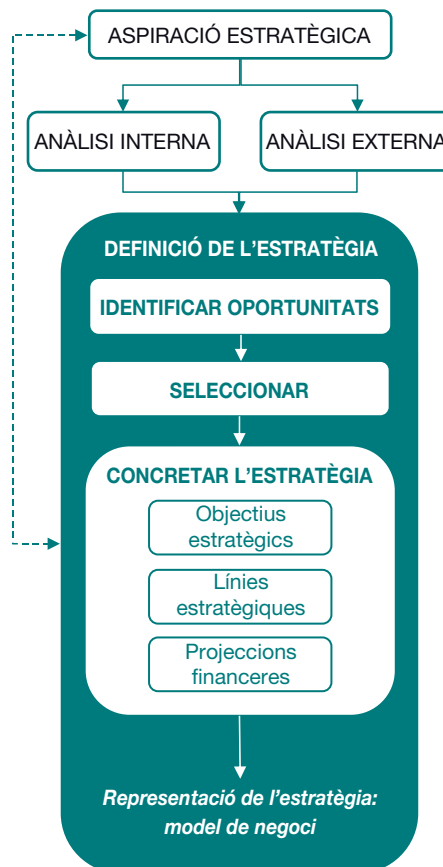 ASPIRACIÓ ESTRATÈGICA
ANÀLISI INTERNA
ANÀLISI EXTERNA
DEFINICIÓ DE L'ESTRATÈGIA
IDENTIFICAR OPORTUNITATS
SELECCIONAR
CONCRETAR L'ESTRATÈGIA
Objectius
estratègics
Línies
estratègiques
Projeccions
financeres
Representació de l'estratègia:
model de negoci